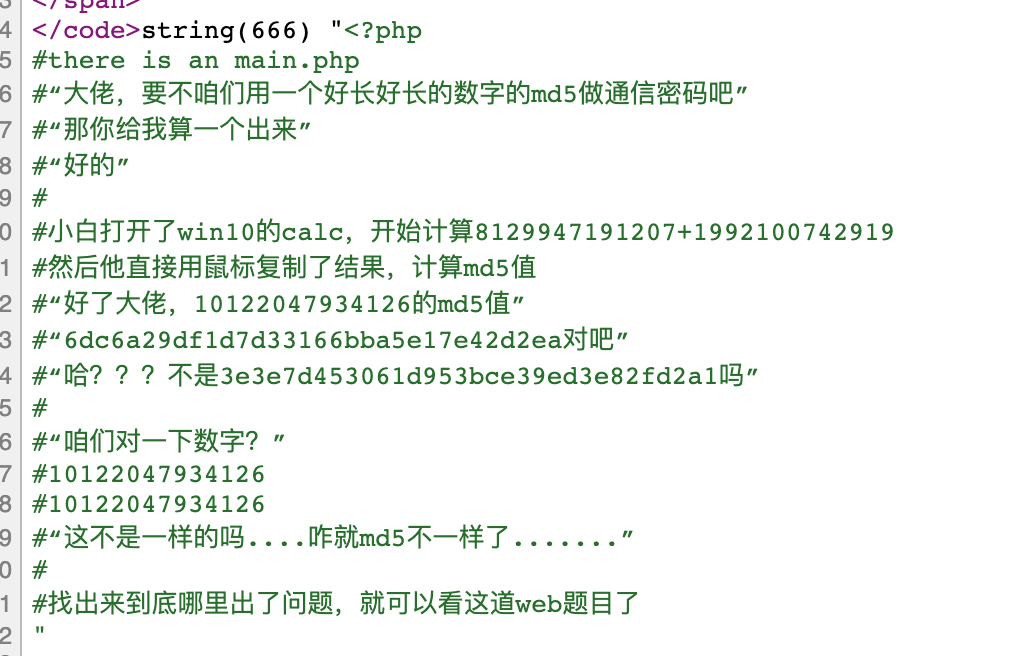 3 </span>
4 </code>string(666) "<?php
5 #there is an main.php
6 #“大佬，要不咱们用一个好长好长的数字的md5做通信密码吧”
7 #“那你给我算一个出来”
8 #“好的”
9 #
0 #小白打开了win10的calc，开始计算8129947191207+1992100742919
1 #然后他直接用鼠标复制了结果，计算md5值
2 #“好了大佬，10122047934126的md5值”
3 #“6dc6a29df1d7d33166bba5e17e42d2ea对吧”
4 #“哈？？？不是3e3e7d453061d953bce39ed3e82fd2a1吗”
5 #
6 #“咱们对一下数字？”
7 #10122047934126
8 #10122047934126
9 #“这不是一样的吗....咋就md5不一样了.......”
0 #
1 #找出来到底哪里出了问题，就可以看这道web题目了
2 "